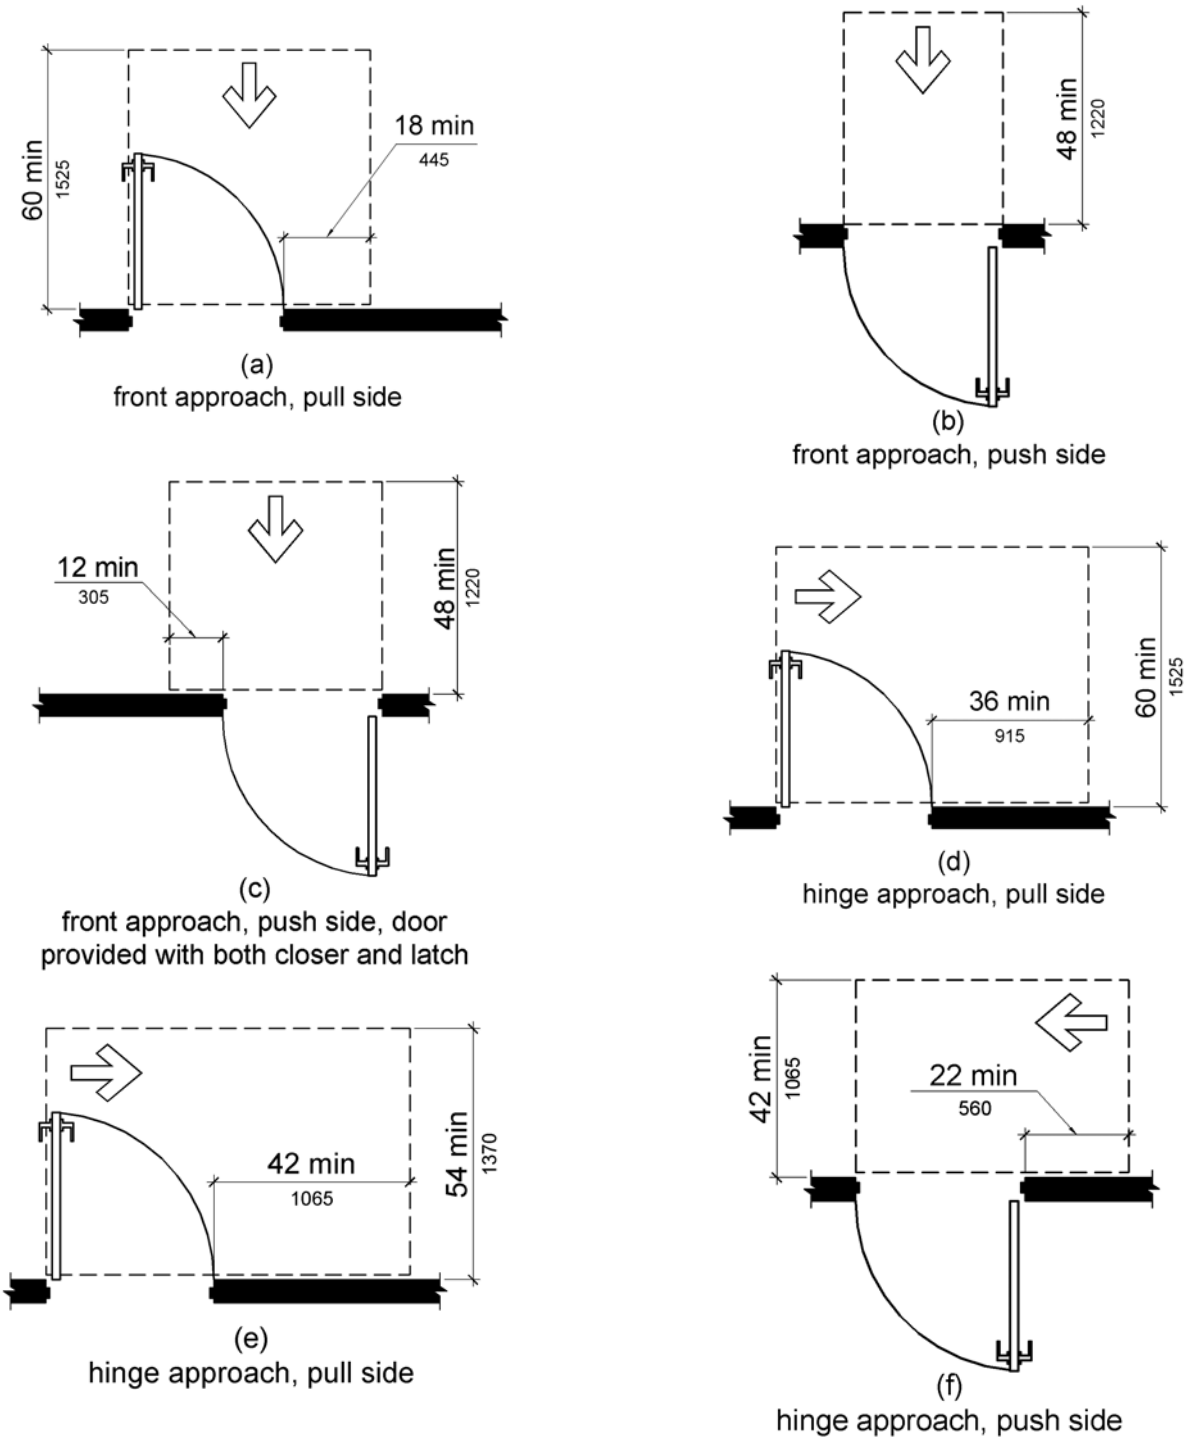 60 min
1525
18 min
445
(a)
front approach, pull side
48 min
1220
(b)
front approach, push side
12 min
305
48 min
1220
(c)
front approach, push side, door
provided with both closer and latch
36 min
915
60 min
1525
(d)
hinge approach, pull side
42 min
1065
54 min
1370
(e)
hinge approach, pull side
42 min
1065
22 min
560
(f)
hinge approach, push side